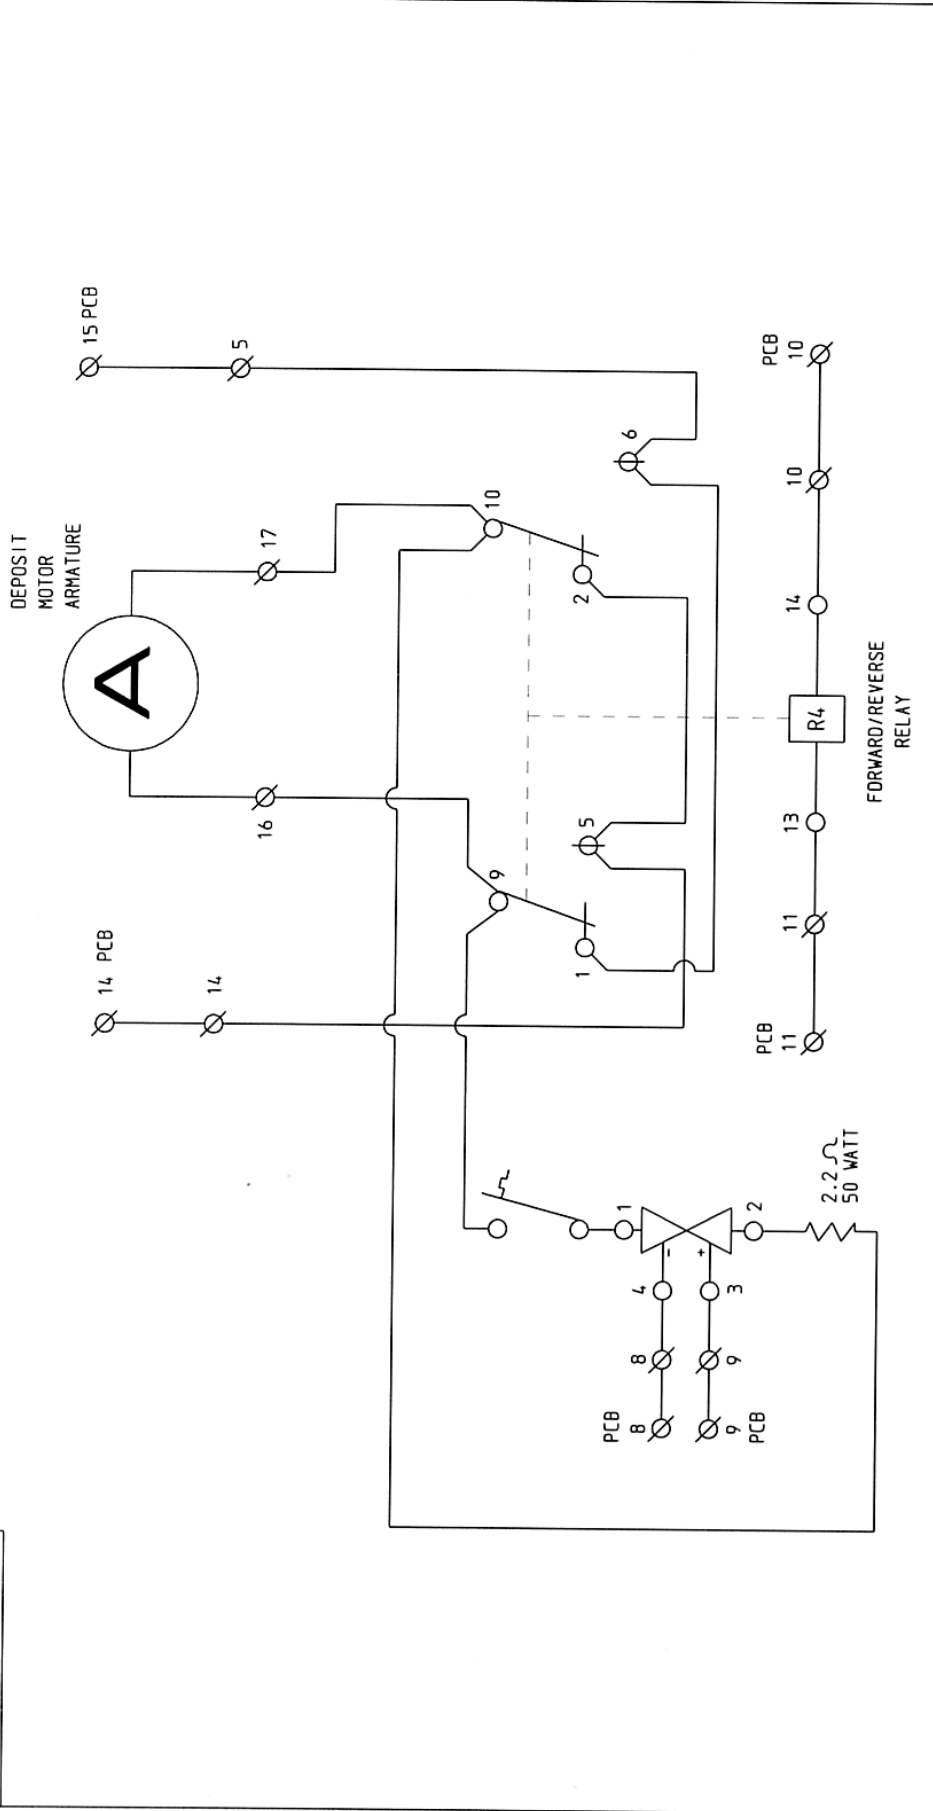 DEPOSIT
MOTOR
ARMATURE
A
15 PCB
5
17
16
14 PCB
14
10
9
6
2
5
1
PCB
10
10
14
R4
13
11
PCB
11
FORWARD/REVERSE
RELAY
1
2
-
+
4
3
8
9
PCB
8
9
PCB
2.2 Ω
50 WATT